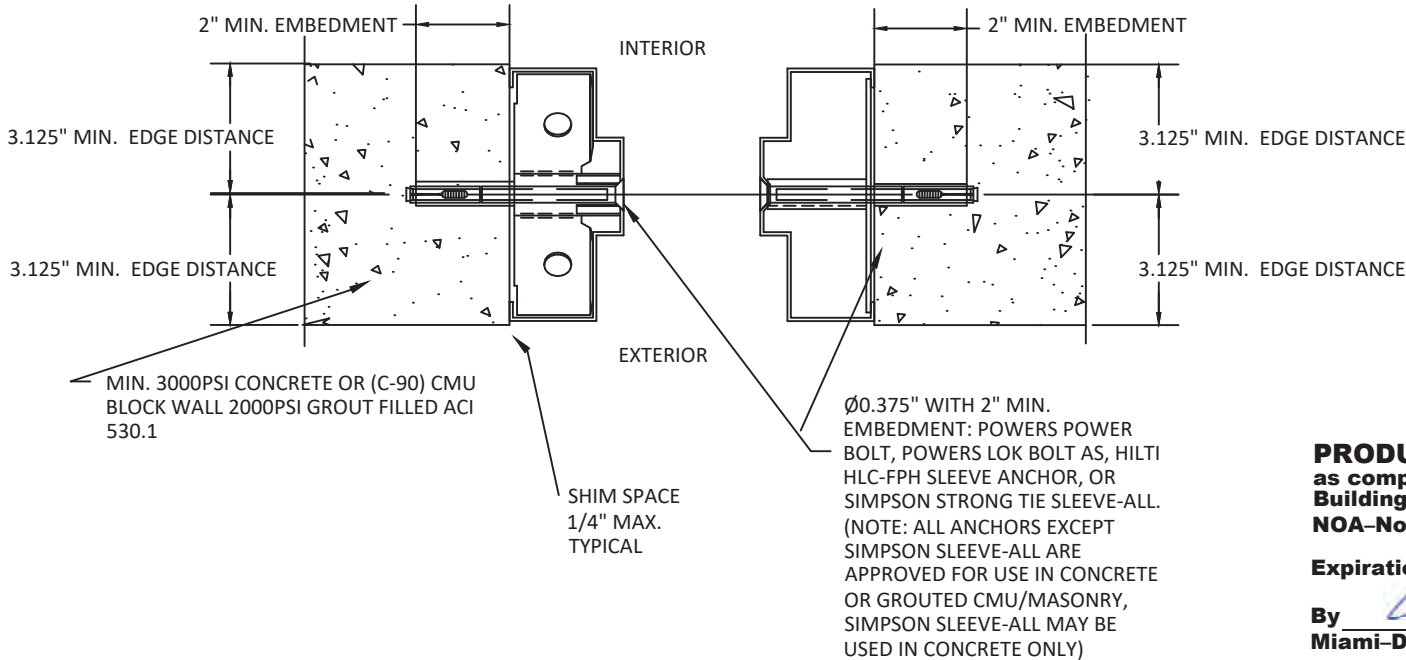 2" MIN. EMBEDMENT
2" MIN. EMBEDMENT
INTERIOR
3.125" MIN. EDGE DISTANCE
3.125" MIN. EDGE DISTANCE
3.125" MIN. EDGE DISTANCE
3.125" MIN. EDGE DISTANCE
EXTERIOR
MIN. 3000PSI CONCRETE OR (C-90) CMU
BLOCK WALL 2000PSI GROUT FILLED ACI
530.1
SHIM SPACE
1/4" MAX.
TYPICAL
Ø0.375" WITH 2" MIN.
EMBEDMENT: POWERS POWER
BOLT, POWERS LOK BOLT AS, HILTI
HLC-FPH SLEEVE ANCHOR, OR
SIMPSON STRONG TIE SLEEVE-ALL.
(NOTE: ALL ANCHORS EXCEPT
SIMPSON SLEEVE-ALL ARE
APPROVED FOR USE IN CONCRETE
OR GROUTED CMU/MASONRY,
SIMPSON SLEEVE-ALL MAY BE
USED IN CONCRETE ONLY)
PRODU
as comp
Building
NOA–No
Expiratio
By
Miami–D